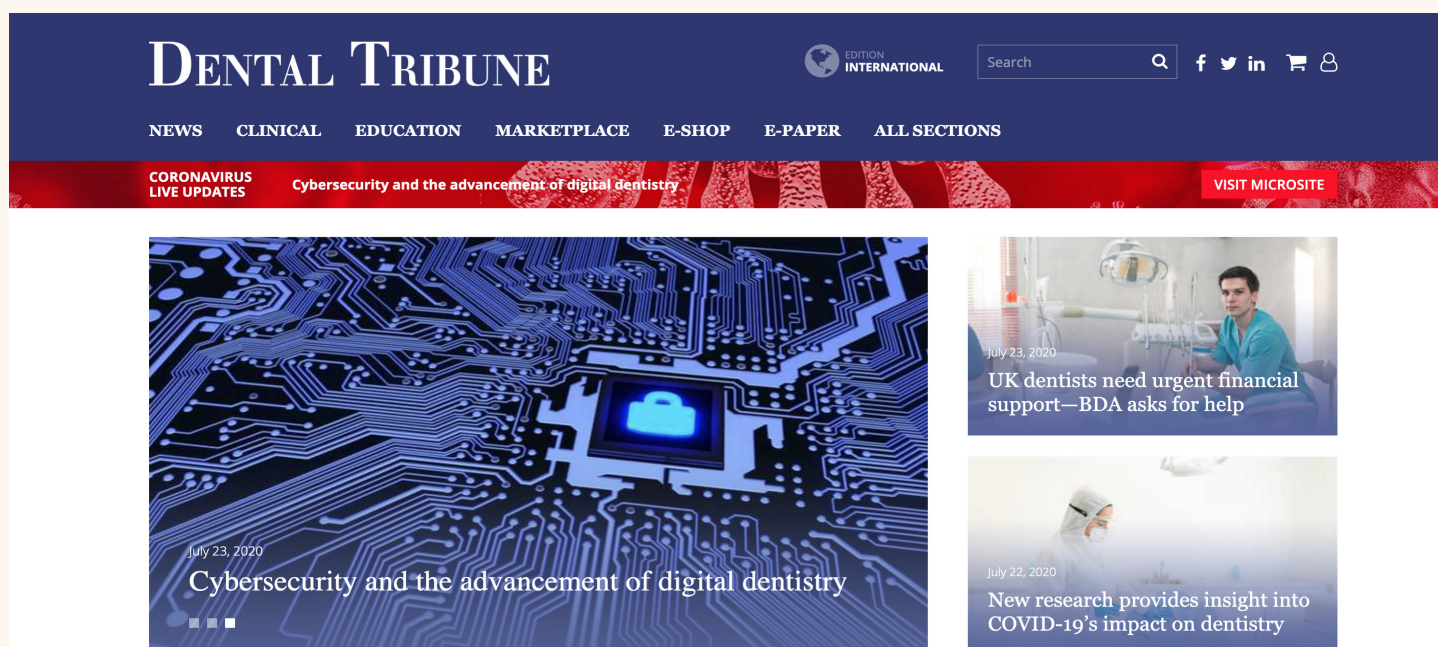 DENTAL TRIBUNE
EDITION
INTERNATIONAL
Search
NEWS CLINICAL EDUCATION MARKETPLACE E-SHOP E-PAPER ALL SECTIONS
CORONAVIRUS
LIVE UPDATES
Cybersecurity and the advancement of digital dentistry
VISIT MICROSITE
July 23, 2020
Cybersecurity and the advancement of digital dentistry
July 23, 2020
UK dentists need urgent financial
support—BDA asks for help
July 22, 2020
New research provides insight into
COVID-19’s impact on dentistry